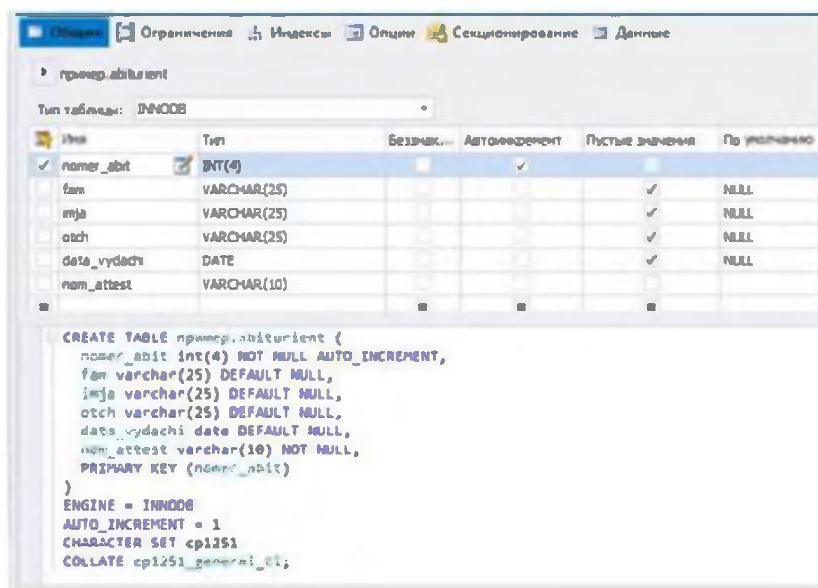 Общие Ограничения Индексы Опции Секционирование Данные
пример.abiturient
Тип таблицы: INNODB
Имя Тип Беззнак... Автоинкремент Пустые значения По умолчанию
nomer_abit INT(4)
fam VARCHAR(25) NULL
imja VARCHAR(25) NULL
otch VARCHAR(25) NULL
data_vydachi DATE NULL
nom_attest VARCHAR(10)
CREATE TABLE пример.abiturient (
nomer_abit int(4) NOT NULL AUTO_INCREMENT,
fam varchar(25) DEFAULT NULL,
imja varchar(25) DEFAULT NULL,
otch varchar(25) DEFAULT NULL,
data_vydachi date DEFAULT NULL,
nom_attest varchar(10) NOT NULL,
PRIMARY KEY (nomer_abit)
)
ENGINE = INNODB
AUTO_INCREMENT = 1
CHARACTER SET cp1251
COLLATE cp1251_general_ci;